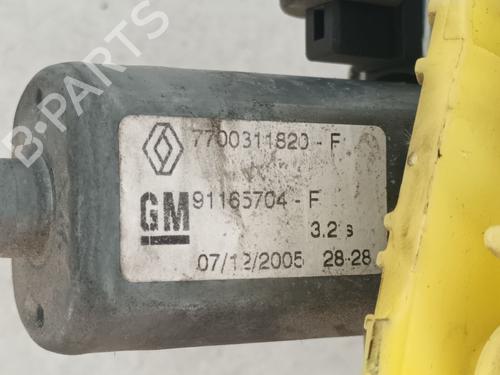 B-PARTS
7700311820 - F
GM 91165704 - F
3.2 s
07/12/2005 28-28